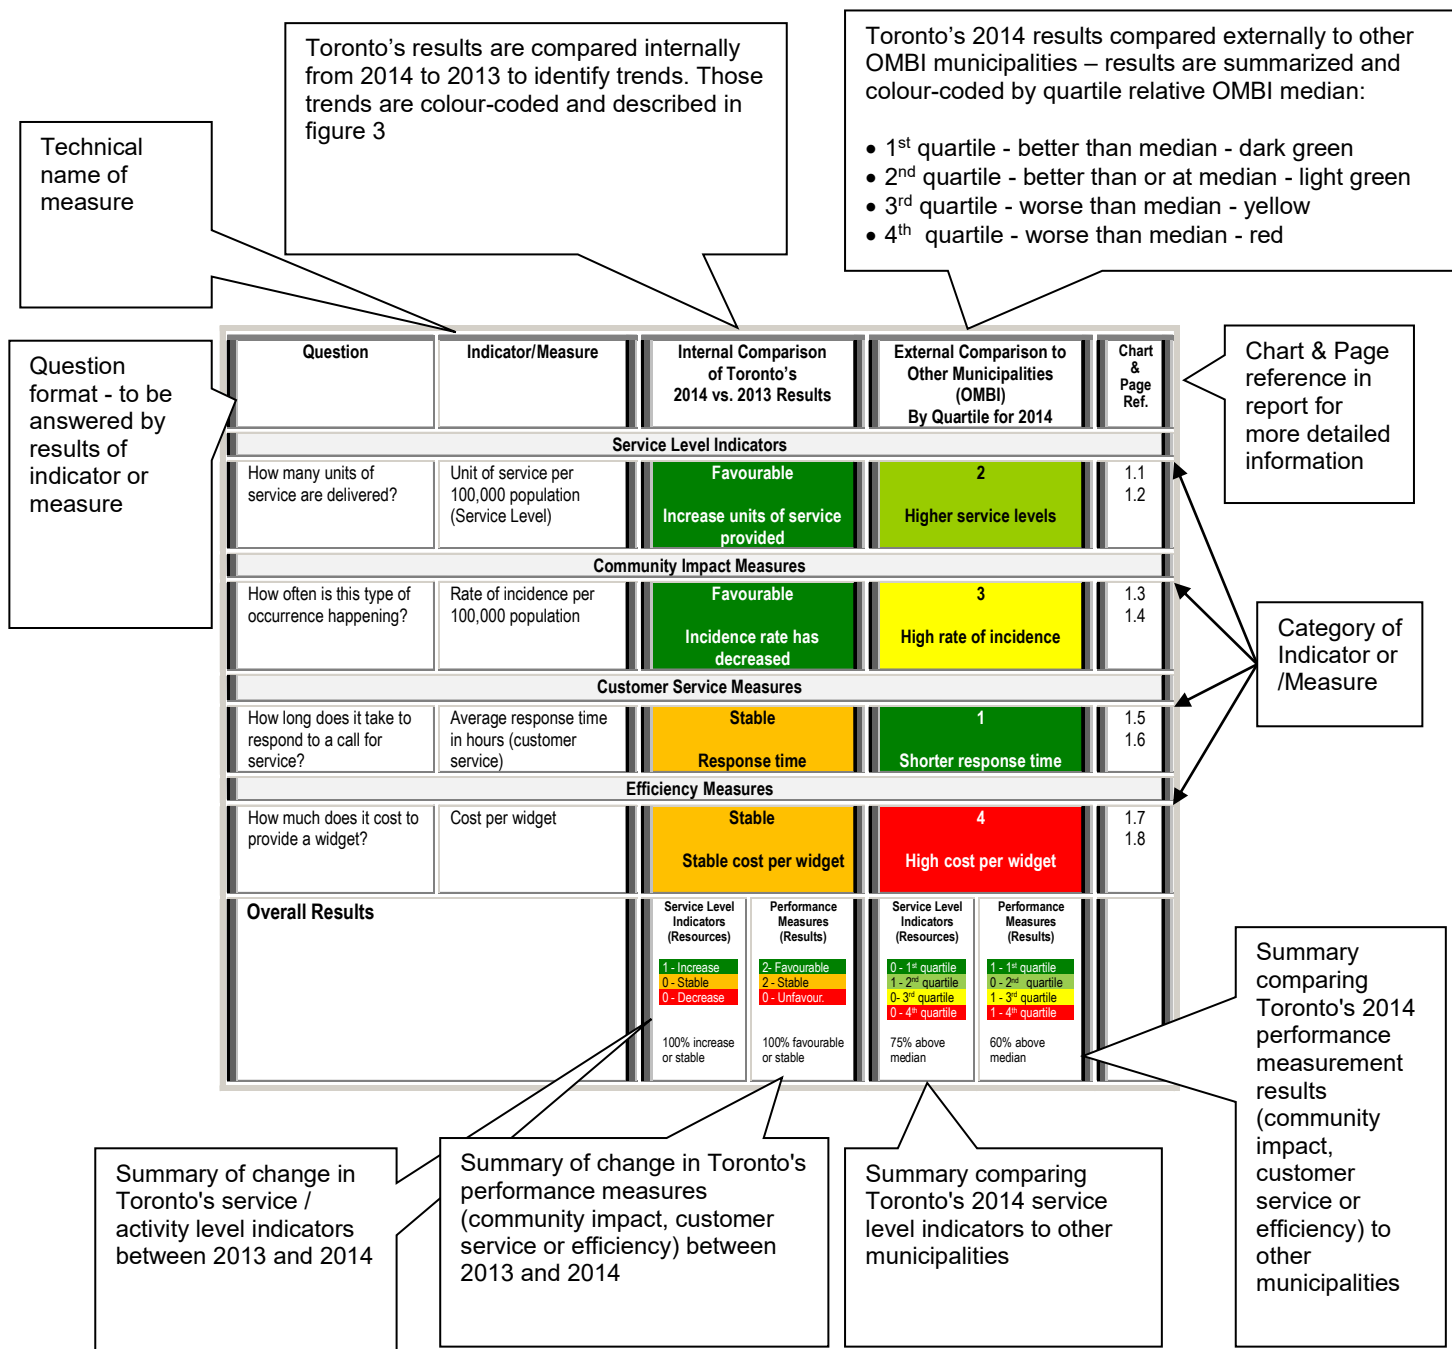 Toronto's results are compared internally
from 2014 to 2013 to identify trends. Those
trends are colour-coded and described in
figure 3
Toronto's 2014 results compared externally to other
OMBI municipalities – results are summarized and
colour-coded by quartile relative OMBI median:
• 1st quartile - better than median - dark green
• 2nd quartile - better than or at median - light green
• 3rd quartile - worse than median - yellow
• 4th quartile - worse than median - red
Technical
name of
measure
Question
format - to be
answered by
results of
indicator or
measure
Chart & Page
reference in
report for
more detailed
information
Category of
Indicator or
/Measure
Question
Indicator/Measure
Internal Comparison
of Toronto's
2014 vs. 2013 Results
External Comparison to
Other Municipalities
(OMBI)
By Quartile for 2014
Chart
&
Page
Ref.
Service Level Indicators
How many units of
service are delivered?
Unit of service per
100,000 population
(Service Level)
Favourable
Increase units of service
provided
2
Higher service levels
1.1
1.2
Community Impact Measures
How often is this type of
occurrence happening?
Rate of incidence per
100,000 population
Favourable
Incidence rate has
decreased
3
High rate of incidence
1.3
1.4
Customer Service Measures
How long does it take to
respond to a call for
service?
Average response time
in hours (customer
service)
Stable
Response time
1
Shorter response time
1.5
1.6
Efficiency Measures
How much does it cost to
provide a widget?
Cost per widget
Stable
Stable cost per widget
4
High cost per widget
1.7
1.8
Overall Results
Service Level
Indicators
(Resources)
1 - Increase
0 - Stable
0 - Decrease
100% increase
or stable
Performance
Measures
(Results)
2- Favourable
2 - Stable
0 - Unfavour.
100% favourable
or stable
Service Level
Indicators
(Resources)
0 - 1st quartile
1 - 2nd quartile
0- 3rd quartile
0 - 4th quartile
75% above
median
Performance
Measures
(Results)
1 - 1st quartile
0 - 2nd quartile
1 - 3rd quartile
1 - 4th quartile
60% above
median
Summary of change in
Toronto's service /
activity level indicators
between 2013 and 2014
Summary of change in Toronto's
performance measures
(community impact, customer
service or efficiency) between
2013 and 2014
Summary comparing
Toronto's 2014 service
level indicators to other
municipalities
Summary
comparing
Toronto's 2014
performance
measurement
results
(community
impact,
customer
service or
efficiency) to
other
municipalities